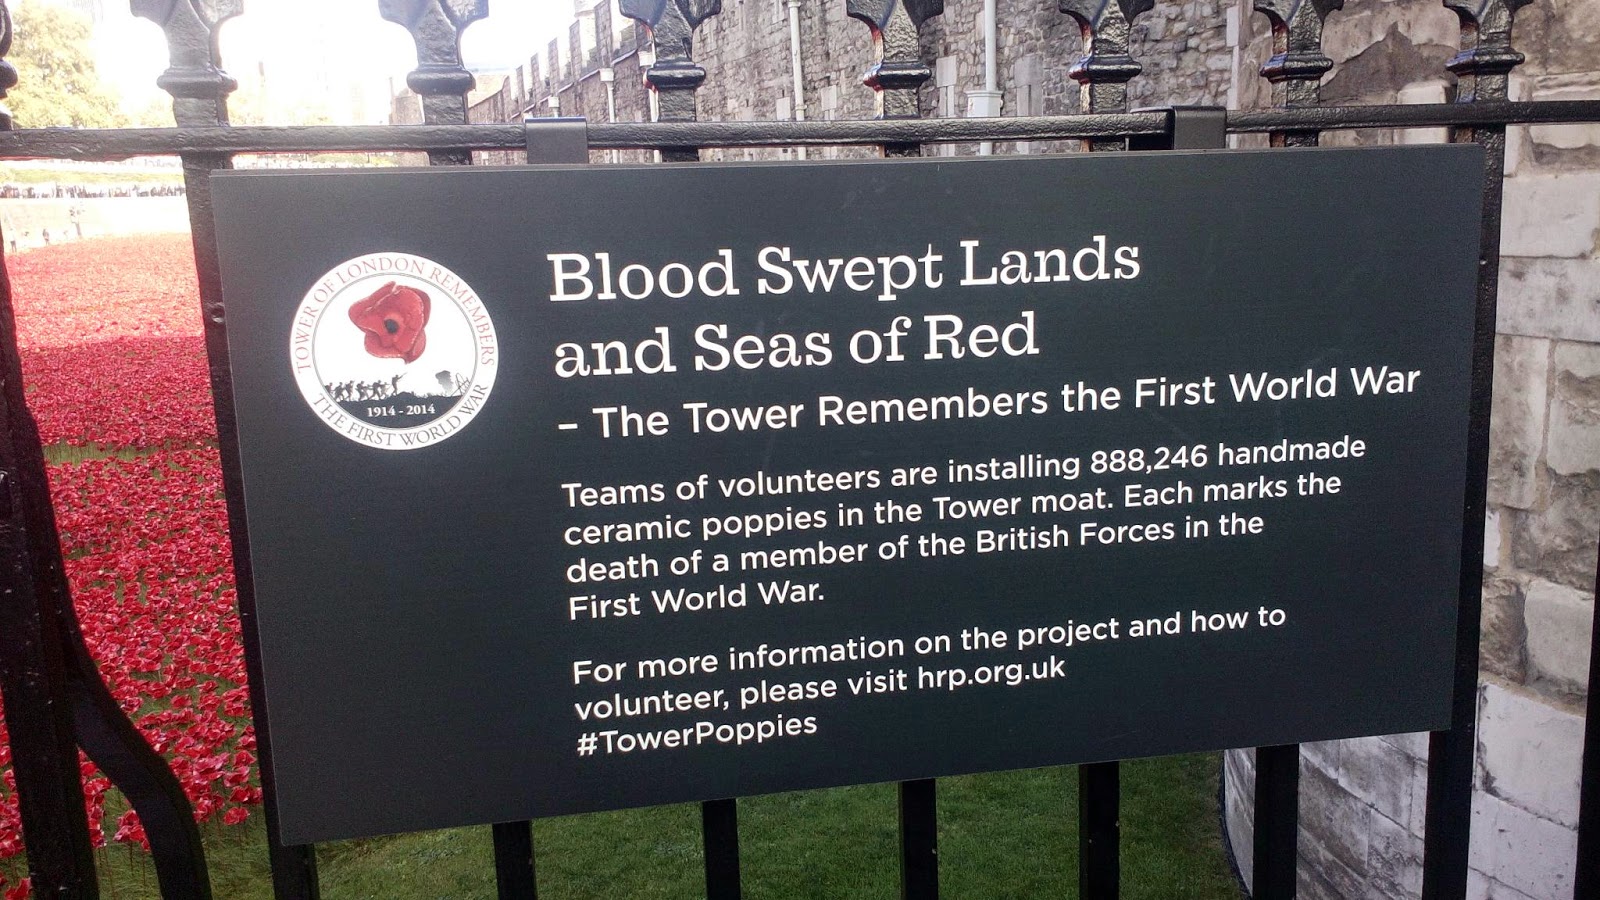 TOWER OF LONDON REMEMBERS
1914 - 2014
THE FIRST WORLD WAR
Blood Swept Lands
and Seas of Red
– The Tower Remembers the First World War
Teams of volunteers are installing 888,246 handmade
ceramic poppies in the Tower moat. Each marks the
death of a member of the British Forces in the
First World War.
For more information on the project and how to
volunteer, please visit hrp.org.uk
#TowerPoppies